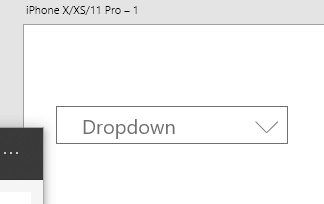 iPhone X/XS/11 Pro – 1
Dropdown
...